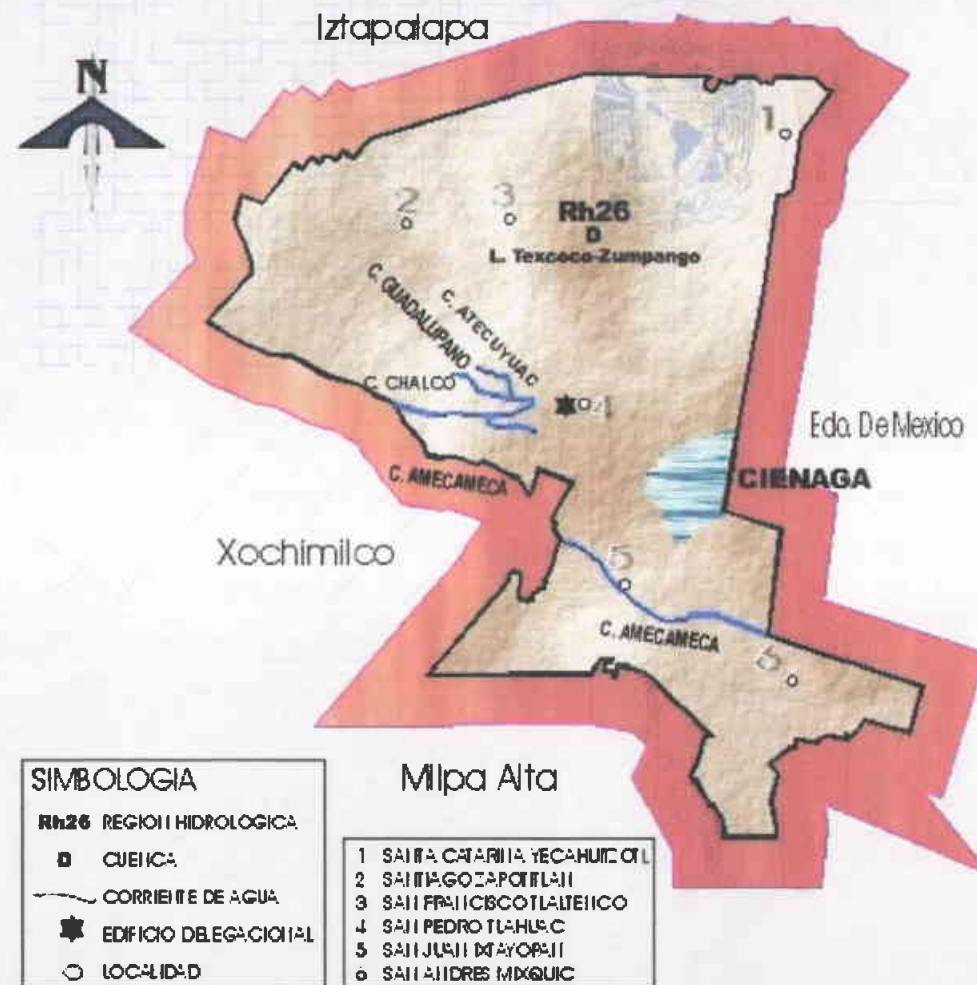 Iztapalapa
N
1
2
3
Rh26
D
L. Texcoco-Zumpango
C. GUADALUPANO
C. ATECUYUAC
C. CHALCO
4
Edo. De Mexico
C. AMECAMECA
CIENAGA
Xochimilco
5
C. AMECAMECA
6
Milpa Alta
SIMBOLOGIA
Rh26 REGION HIDROLOGICA
D CUENCA
CORRIENTE DE AGUA
EDIFICIO DELEGACIONAL
LOCALIDAD
1 SANTA CATARINA YECAHUIZOTL
2 SANTIAGO ZAPOTITLAN
3 SAN FRANCISCO TLALTENCO
4 SAN PEDRO TLAHUAC
5 SAN JUAN IXTAYOPAN
6 SAN ANDRES MIXQUIC